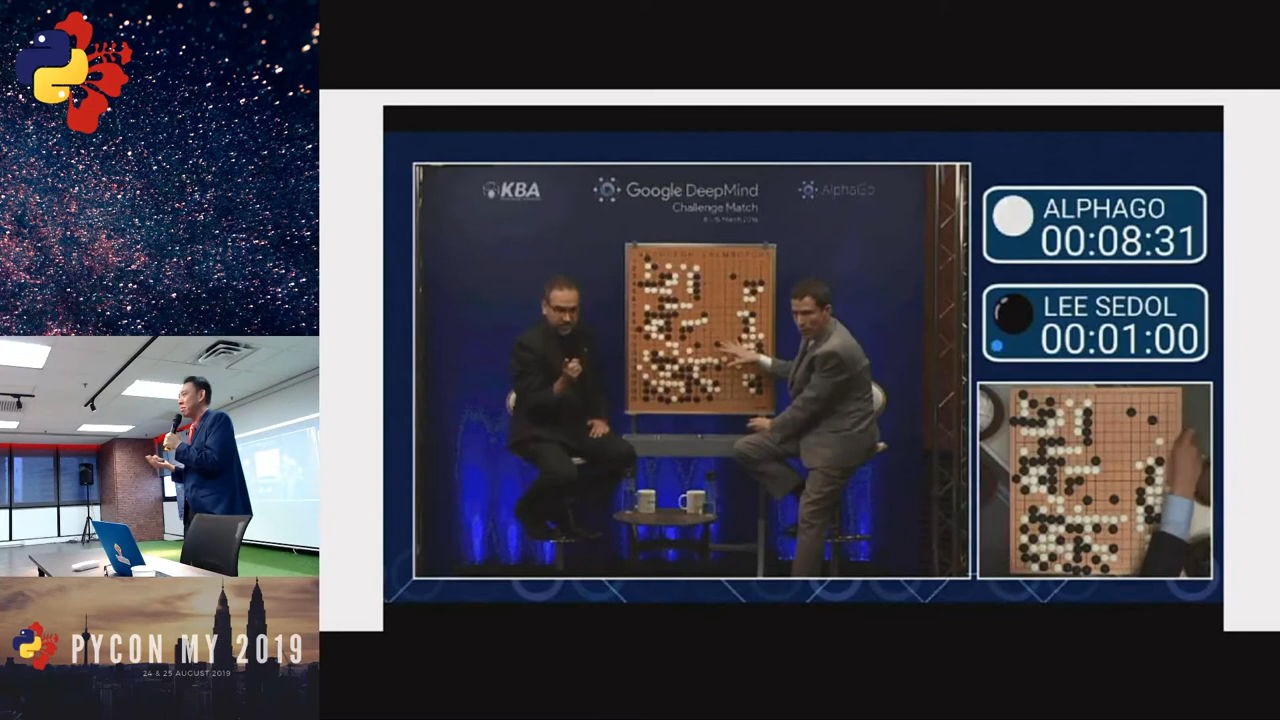 KBA
Google DeepMind
Challenge Match
AlphaGo
ALPHAGO
00:08:31
LEE SEDOL
00:01:00
PYCON MY 2019
24 & 25 AUGUST 2019